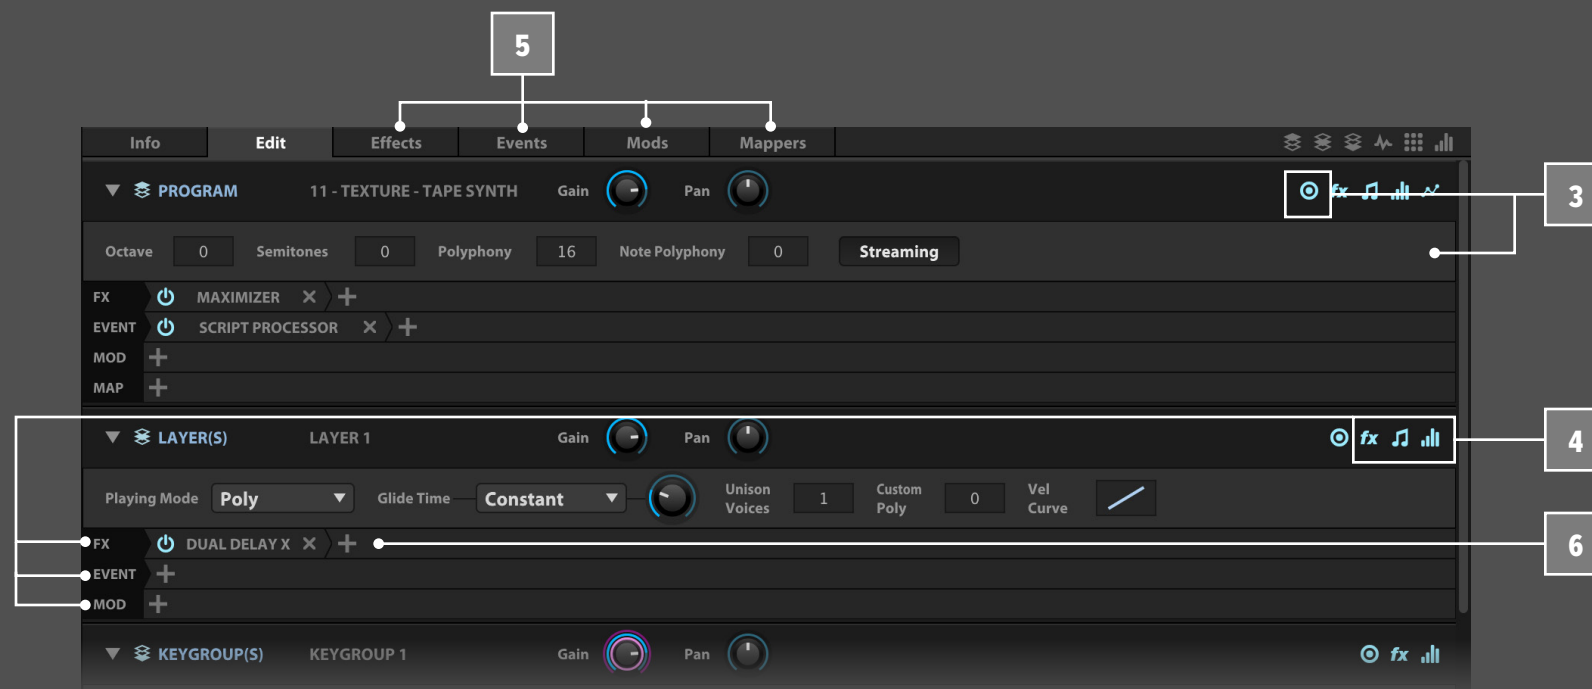 5
Info Edit Effects Events Mods Mappers
PROGRAM 11 - TEXTURE - TAPE SYNTH Gain Pan fx
3
Octave 0 Semitones 0 Polyphony 16 Note Polyphony 0 Streaming
FX MAXIMIZER
EVENT SCRIPT PROCESSOR
MOD
MAP
LAYER(S) LAYER 1 Gain Pan fx
4
Playing Mode Poly Glide Time Constant Unison Voices 1 Custom Poly 0 Vel Curve
FX DUAL DELAY X
6
EVENT
MOD
KEYGROUP(S) KEYGROUP 1 Gain Pan fx